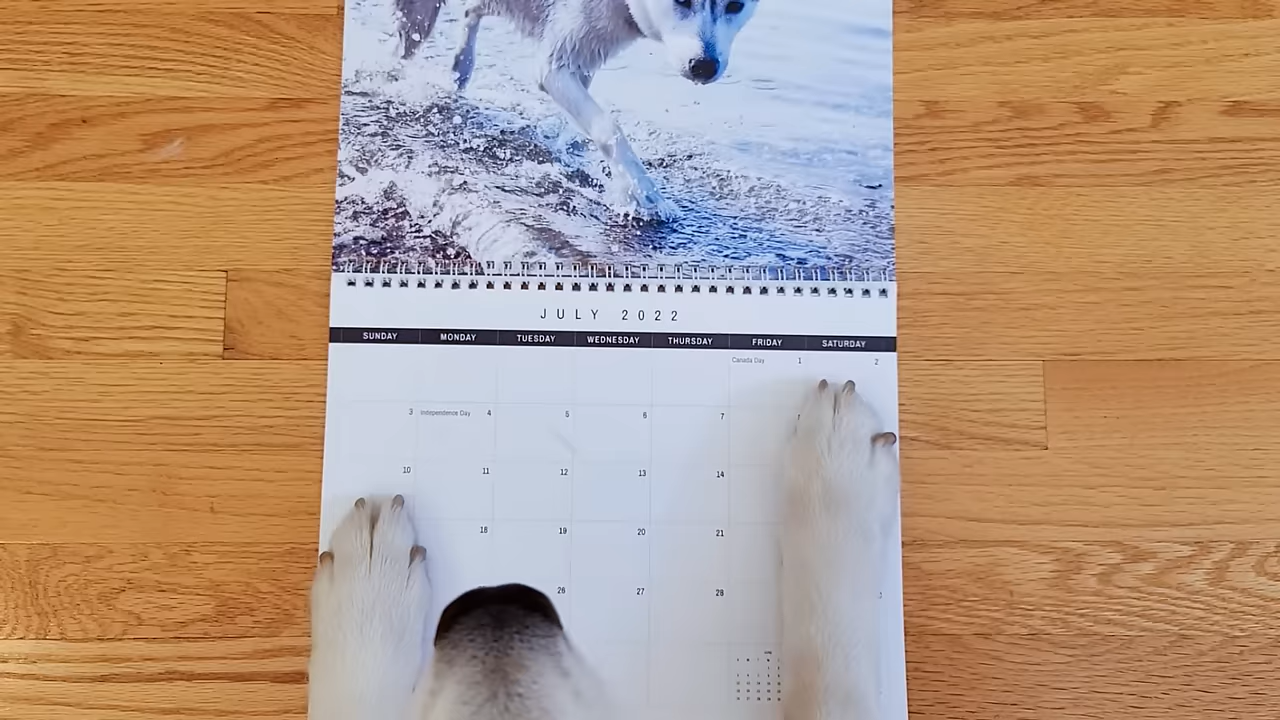 JULY 2022
SUNDAY MONDAY TUESDAY WEDNESDAY THURSDAY FRIDAY SATURDAY
Canada Day 1 2
3 Independence Day 4 5 6 7
10 11 12 13 14
18 19 20 21
26 27 28